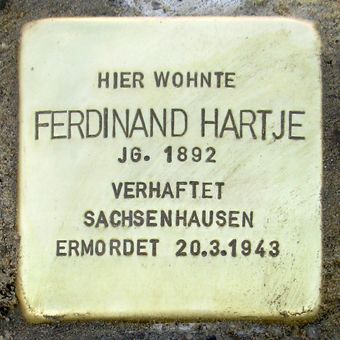 HIER WOHNTE
FERDINAND HARTJE
JG. 1892
VERHAFTET
SACHSENHAUSEN
ERMORDET 20.3.1943